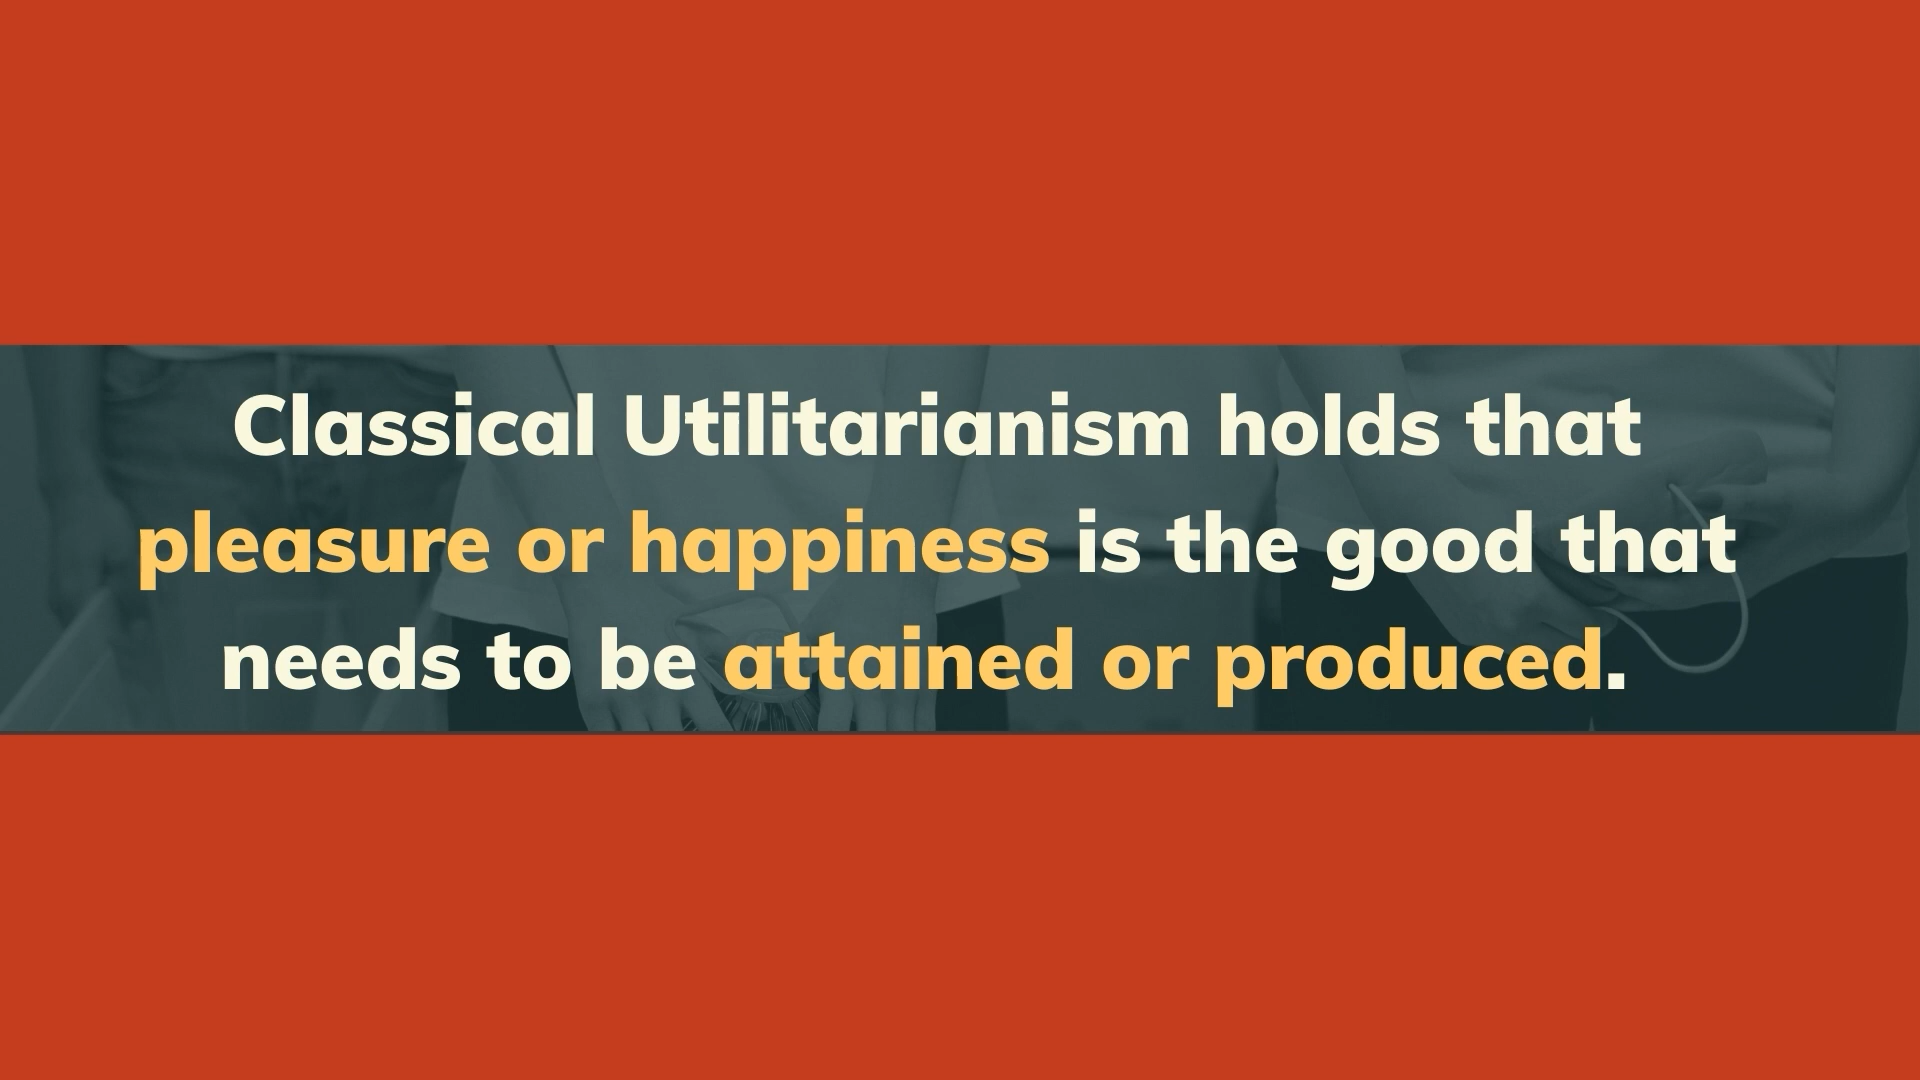 Classical Utilitarianism holds that
pleasure or happiness is the good that
needs to be attained or produced.